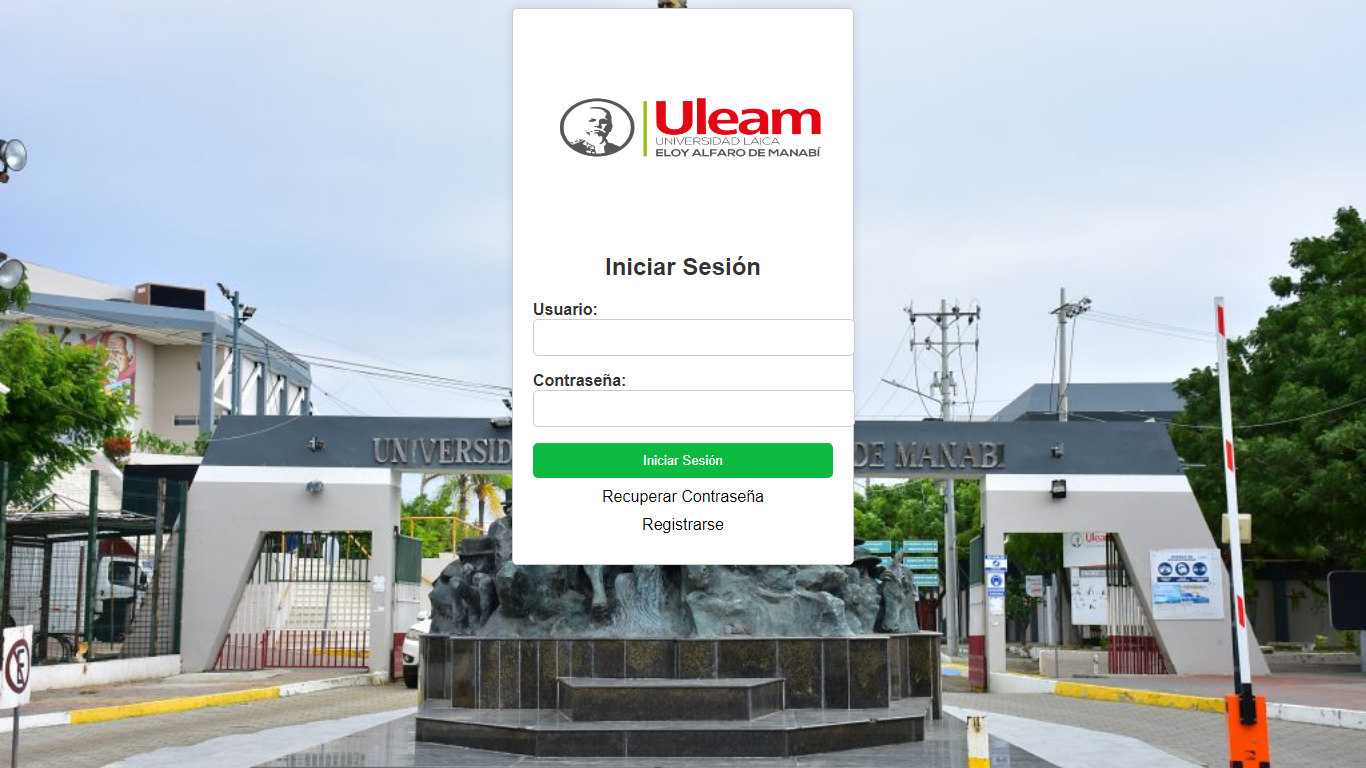 Uleam
UNIVERSIDAD LAICA
ELOY ALFARO DE MANABÍ
Iniciar Sesión
Usuario:
Contraseña:
UNIVERSID
DE MANABI
Iniciar Sesión
Recuperar Contraseña
Registrarse
Uleam